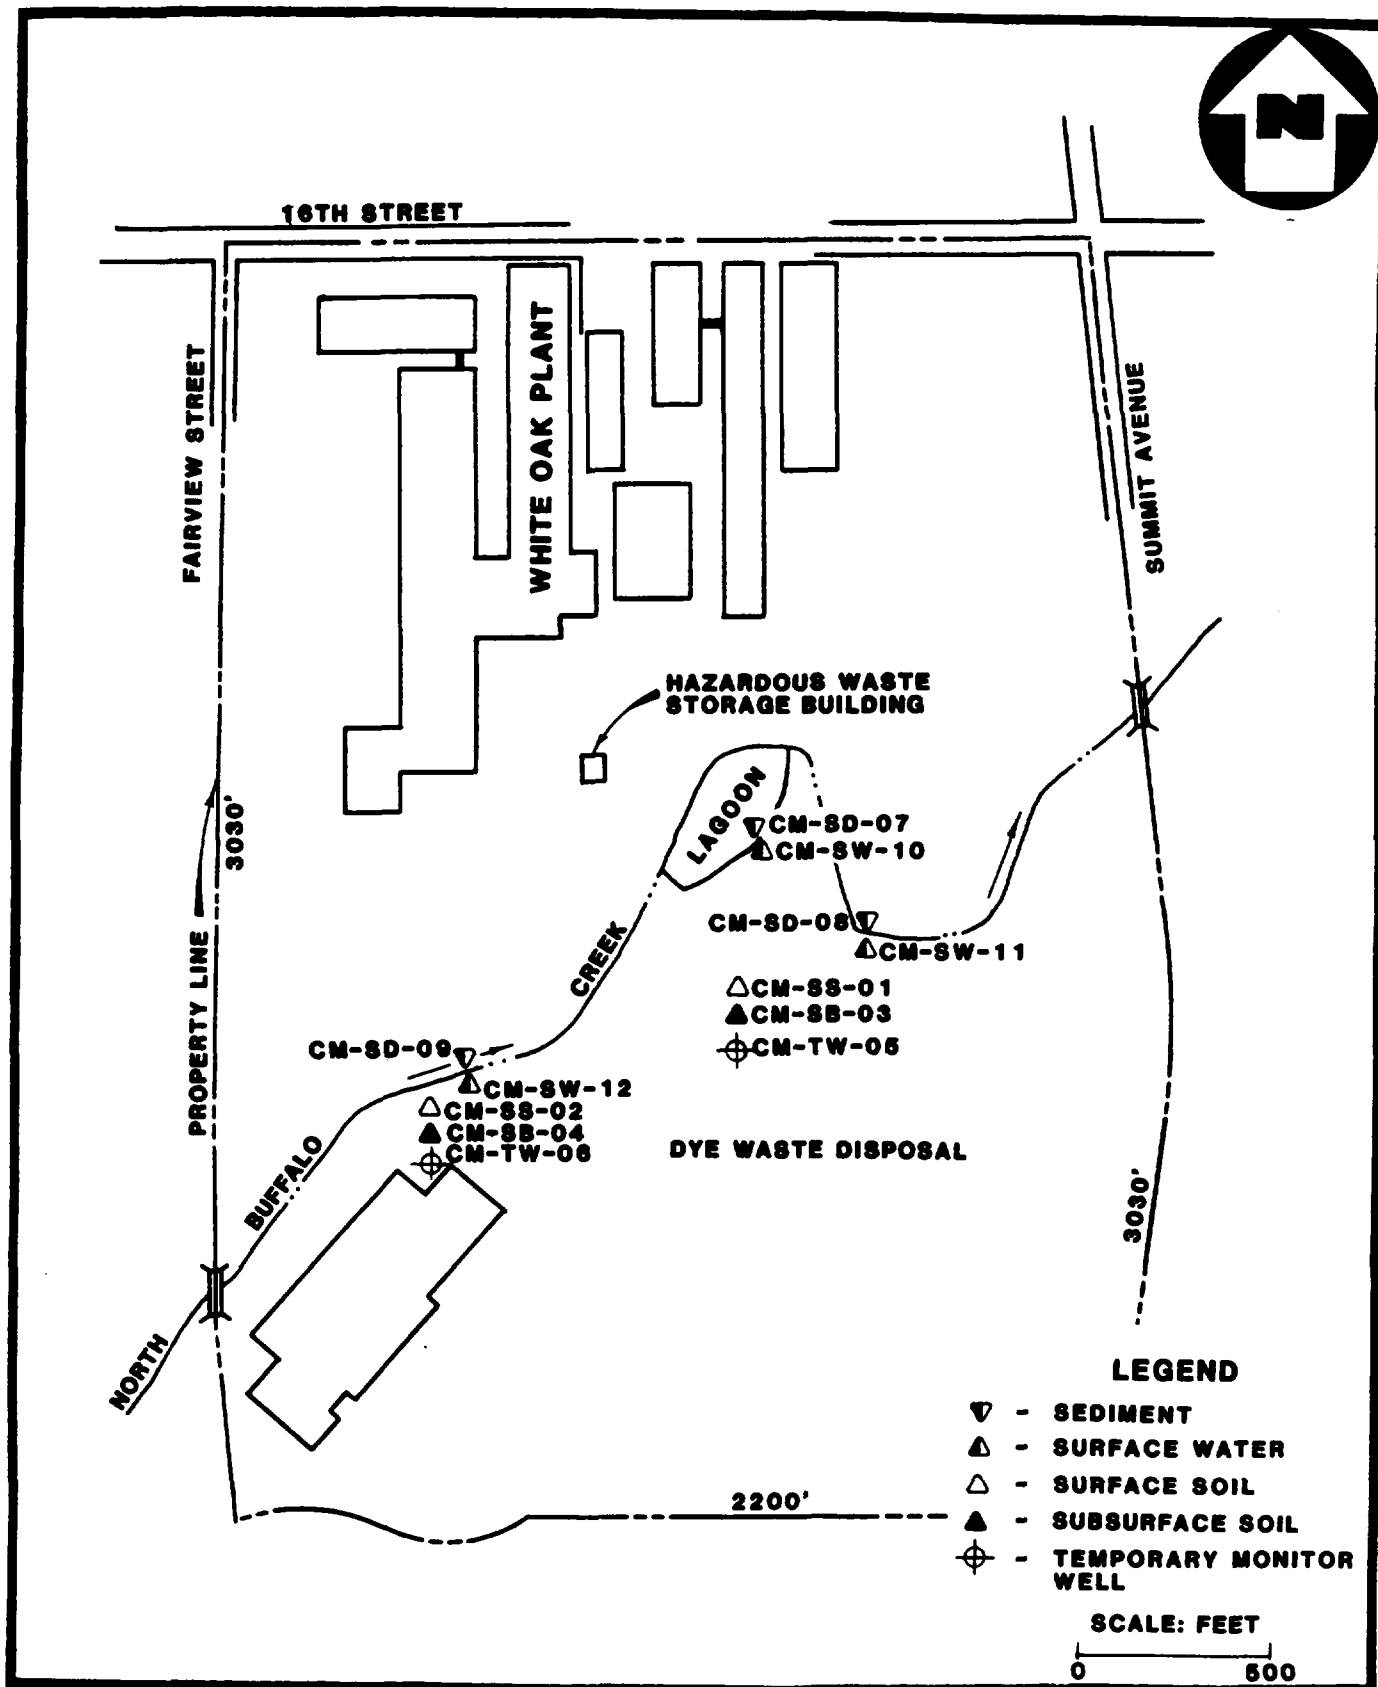 N
16TH STREET
FAIRVIEW STREET
WHITE OAK PLANT
SUMMIT AVENUE
HAZARDOUS WASTE
STORAGE BUILDING
LAGOON
CM-SD-07
CM-SW-10
3030'
PROPERTY LINE
CREEK
CM-SD-08
CM-SW-11
CM-SS-01
CM-SB-03
CM-TW-05
CM-SD-09
CM-SW-12
CM-SS-02
CM-SB-04
CM-TW-06
DYE WASTE DISPOSAL
BUFFALO
NORTH
3030'
2200'
LEGEND
- SEDIMENT
- SURFACE WATER
- SURFACE SOIL
- SUBSURFACE SOIL
- TEMPORARY MONITOR
WELL
SCALE: FEET
0 500